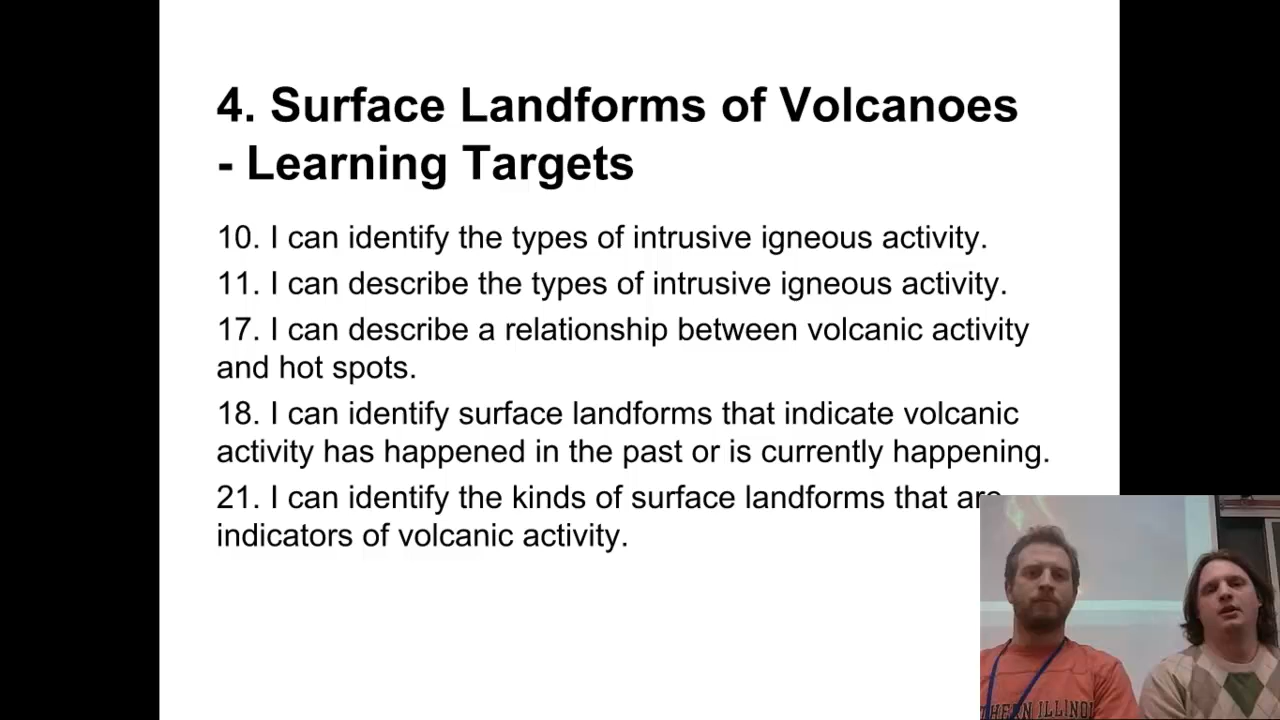 4. Surface Landforms of Volcanoes
- Learning Targets
10. I can identify the types of intrusive igneous activity.
11. I can describe the types of intrusive igneous activity.
17. I can describe a relationship between volcanic activity
and hot spots.
18. I can identify surface landforms that indicate volcanic
activity has happened in the past or is currently happening.
21. I can identify the kinds of surface landforms that are
indicators of volcanic activity.
THERN ILLINOI